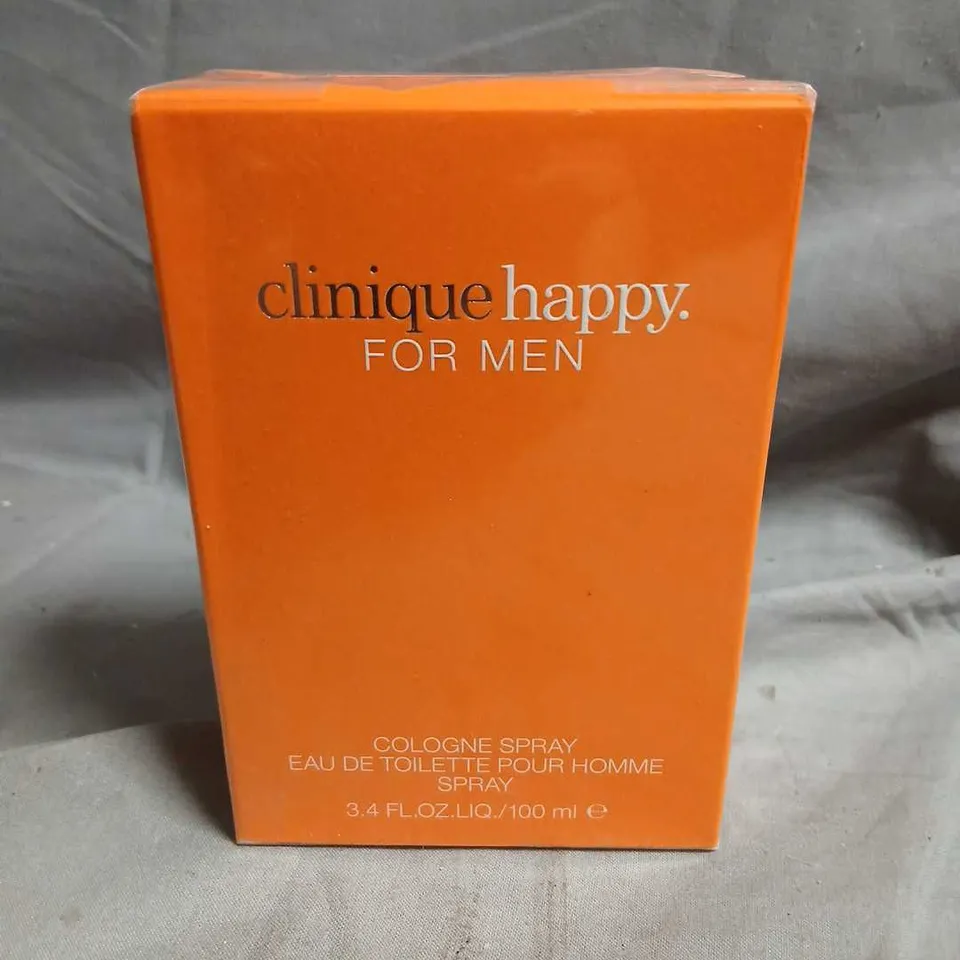 clinique happy.
FOR MEN
COLOGNE SPRAY
EAU DE TOILETTE POUR HOMME
SPRAY
3.4 FL.OZ.LIQ./100 ml ℮